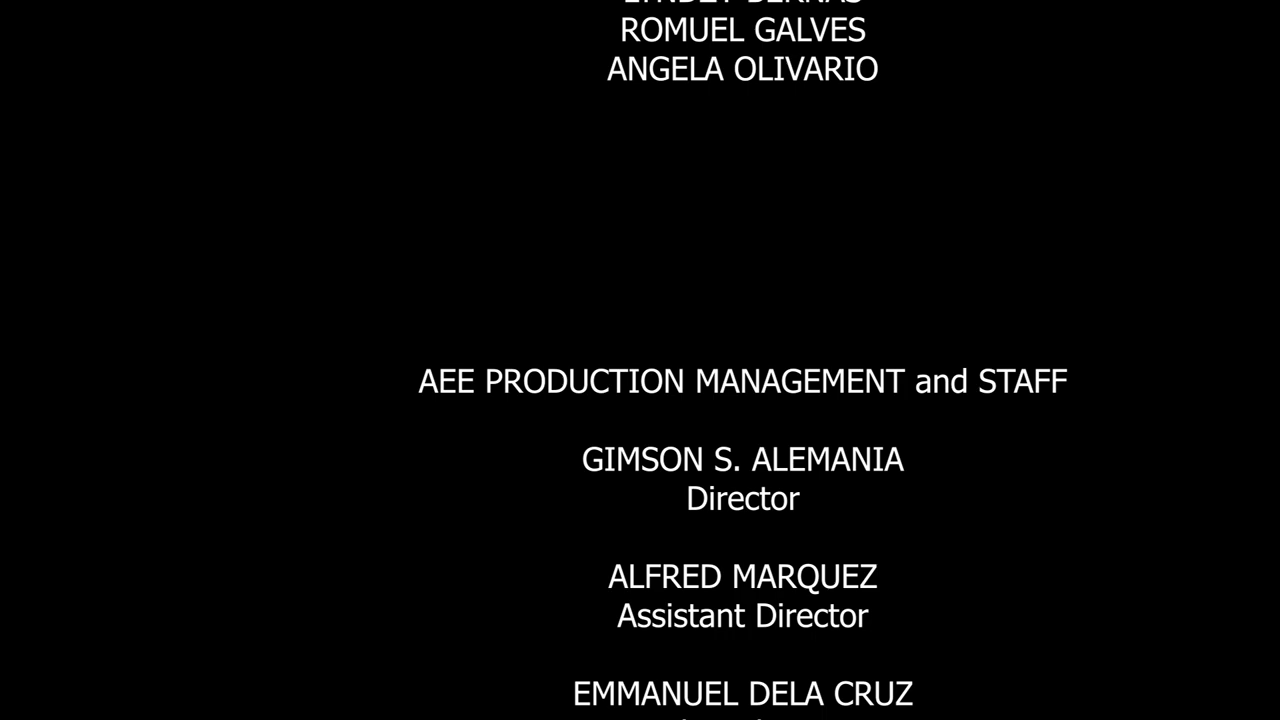 ROMUEL GALVES
ANGELA OLIVARIO
AEE PRODUCTION MANAGEMENT and STAFF
GIMSON S. ALEMANIA
Director
ALFRED MARQUEZ
Assistant Director
EMMANUEL DELA CRUZ